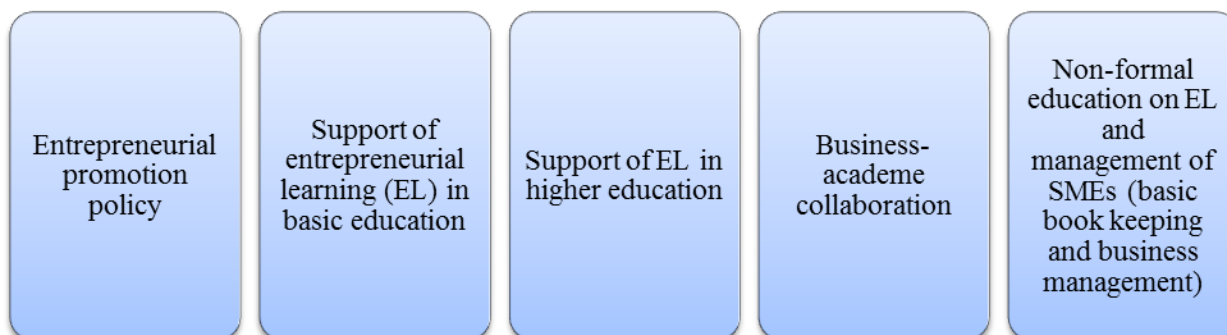 Entrepreneurial
promotion
policy
Support of
entrepreneurial
learning (EL) in
basic education
Support of EL in
higher education
Business-
academe
collaboration
Non-formal
education on EL
and
management of
SMEs (basic
book keeping
and business
management)